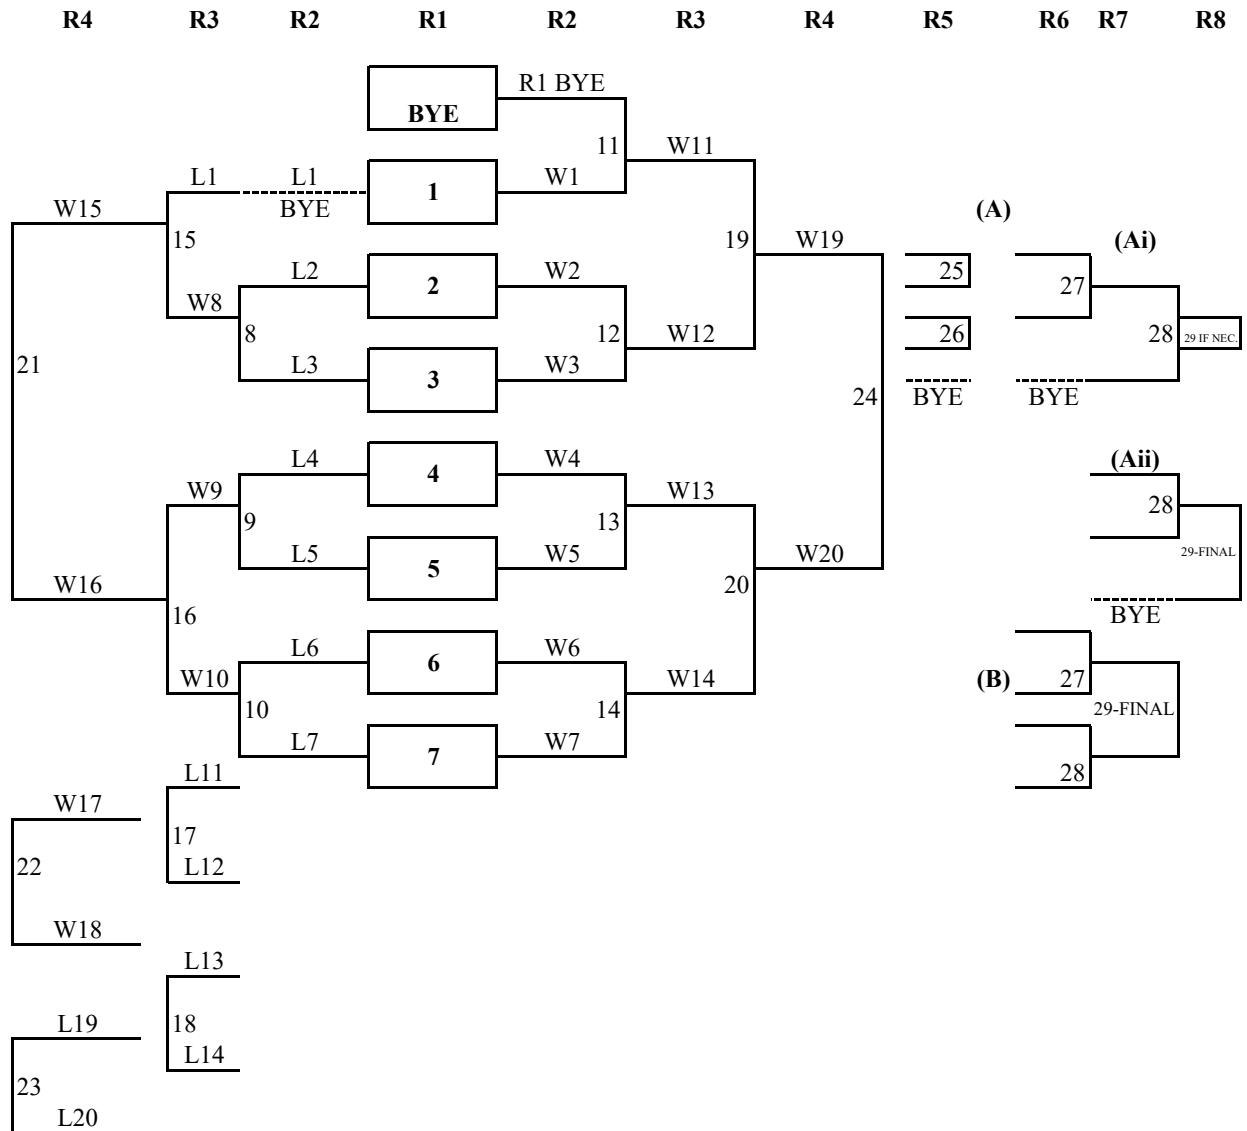 R4 R3 R2 R1 R2 R3 R4 R5 R6 R7 R8
R1 BYE
BYE
11 W11
L1 L1 1 W1
BYE
W15 (A)
15 19 W19 (Ai)
L2 2 W2 25
W8 27
8 12 W12 26 28 29 IF NEC.
21 L3 3 W3
24 BYE BYE
L4 4 W4 (Aii)
W9 W13 28
9 13
L5 5 W5 W20 29-FINAL
W16 20
16 BYE
L6 6 W6
W10 W14 (B) 27
10 14 29-FINAL
L7 7 W7
L11 28
W17
17
22 L12
W18
L13
L19 18
L14
23
L20